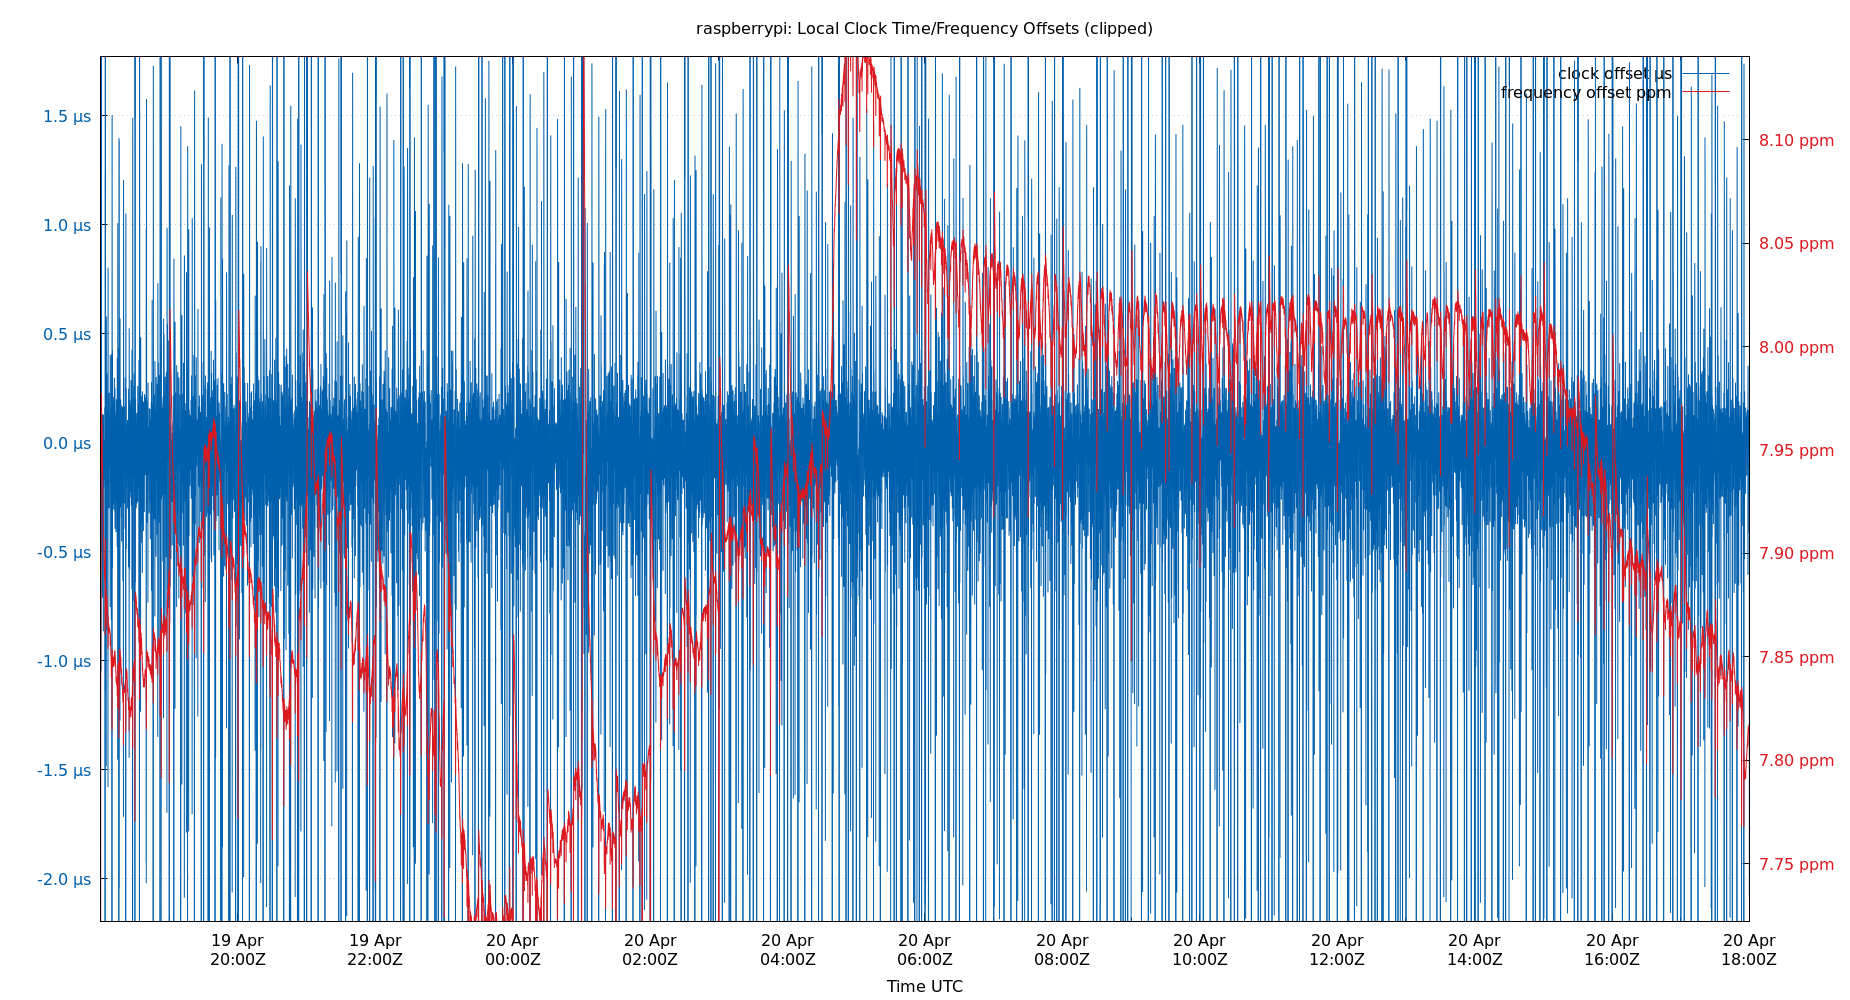 raspberrypi: Local Clock Time/Frequency Offsets (clipped)
clock offset µs
frequency offset ppm
1.5 µs
1.0 µs
0.5 µs
0.0 µs
-0.5 µs
-1.0 µs
-1.5 µs
-2.0 µs
8.10 ppm
8.05 ppm
8.00 ppm
7.95 ppm
7.90 ppm
7.85 ppm
7.80 ppm
7.75 ppm
19 Apr 19 Apr 20 Apr 20 Apr 20 Apr 20 Apr 20 Apr 20 Apr 20 Apr 20 Apr 20 Apr 20 Apr
20:00Z 22:00Z 00:00Z 02:00Z 04:00Z 06:00Z 08:00Z 10:00Z 12:00Z 14:00Z 16:00Z 18:00Z
Time UTC